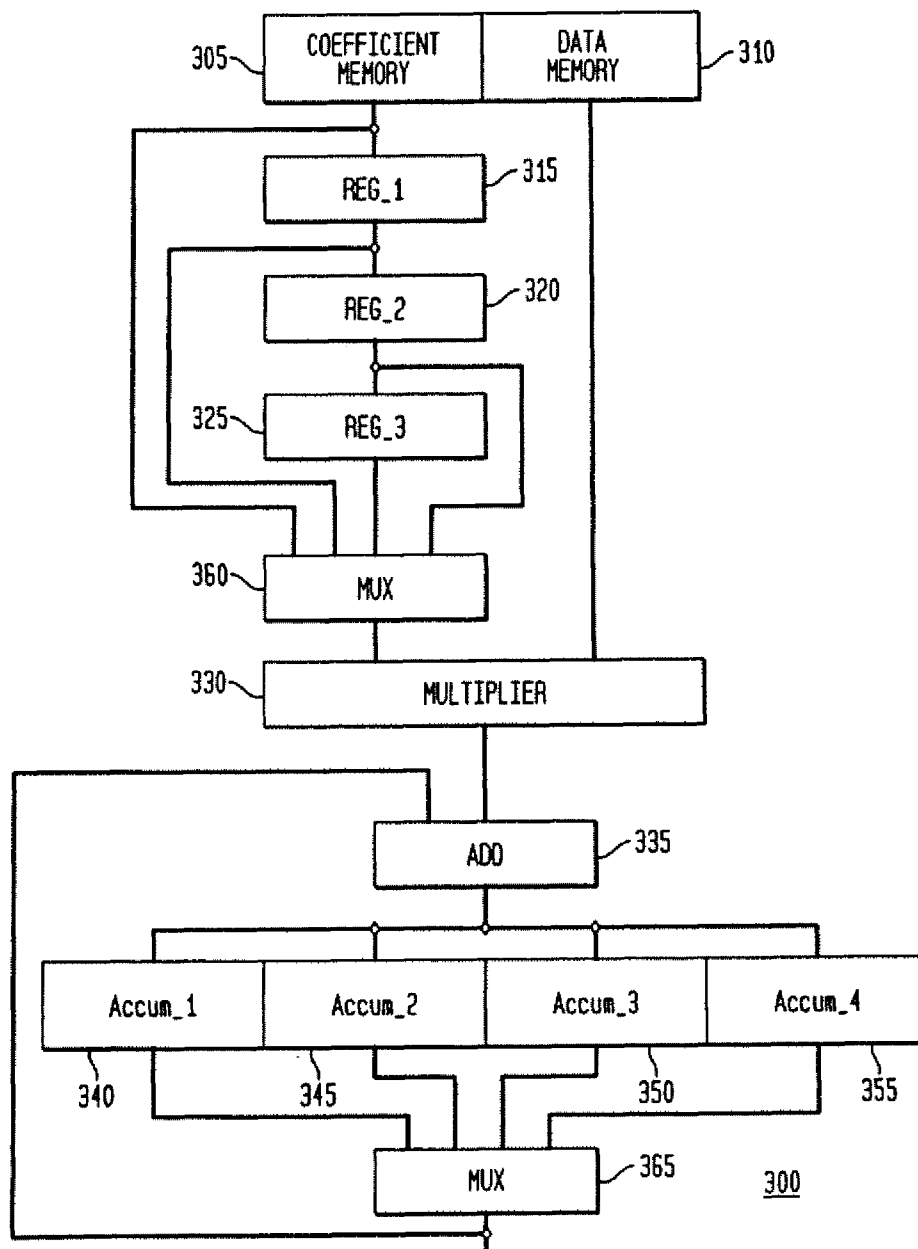 305
COEFFICIENT
MEMORY
DATA
MEMORY
310
REG_1
315
REG_2
320
325
REG_3
360
MUX
330
MULTIPLIER
ADD
335
Accum_1
Accum_2
Accum_3
Accum_4
340
345
350
355
MUX
365
300